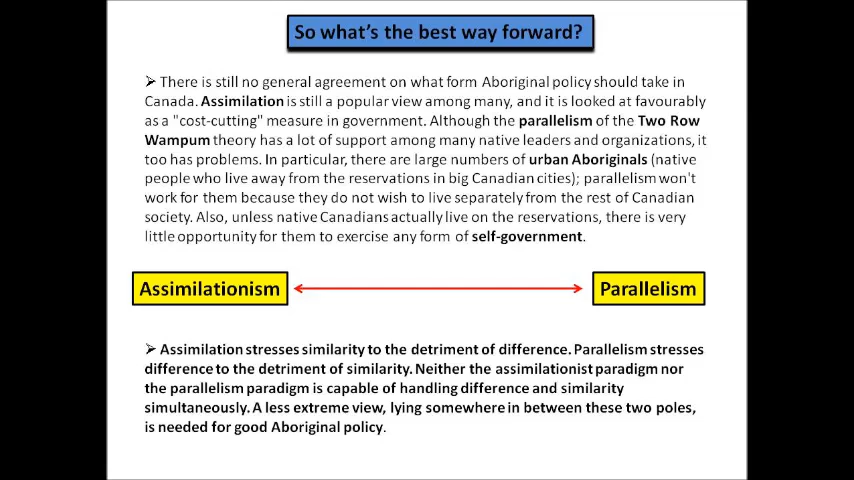 So what's the best way forward?
➢ There is still no general agreement on what form Aboriginal policy should take in
Canada. Assimilation is still a popular view among many, and it is looked at favourably
as a "cost-cutting" measure in government. Although the parallelism of the Two Row
Wampum theory has a lot of support among many native leaders and organizations, it
too has problems. In particular, there are large numbers of urban Aboriginals (native
people who live away from the reservations in big Canadian cities); parallelism won't
work for them because they do not wish to live separately from the rest of Canadian
society. Also, unless native Canadians actually live on the reservations, there is very
little opportunity for them to exercise any form of self-government.
Assimilationism
Parallelism
➢ Assimilation stresses similarity to the detriment of difference. Parallelism stresses
difference to the detriment of similarity. Neither the assimilationist paradigm nor
the parallelism paradigm is capable of handling difference and similarity
simultaneously. A less extreme view, lying somewhere in between these two poles,
is needed for good Aboriginal policy.